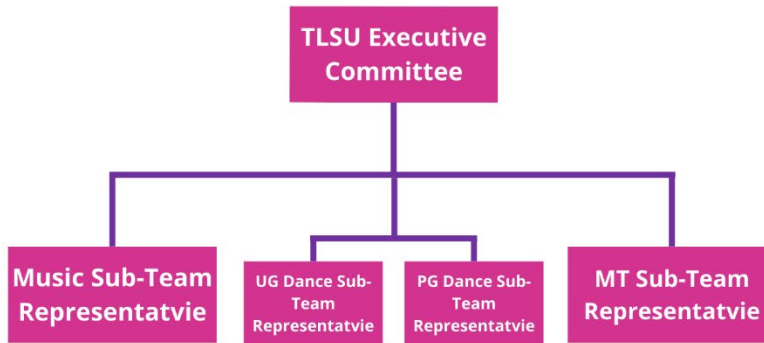 TLSU Executive
Committee
Music Sub-Team
Representatvie
UG Dance Sub-
Team
Representatvie
PG Dance Sub-
Team
Representatvie
MT Sub-Team
Representatvie